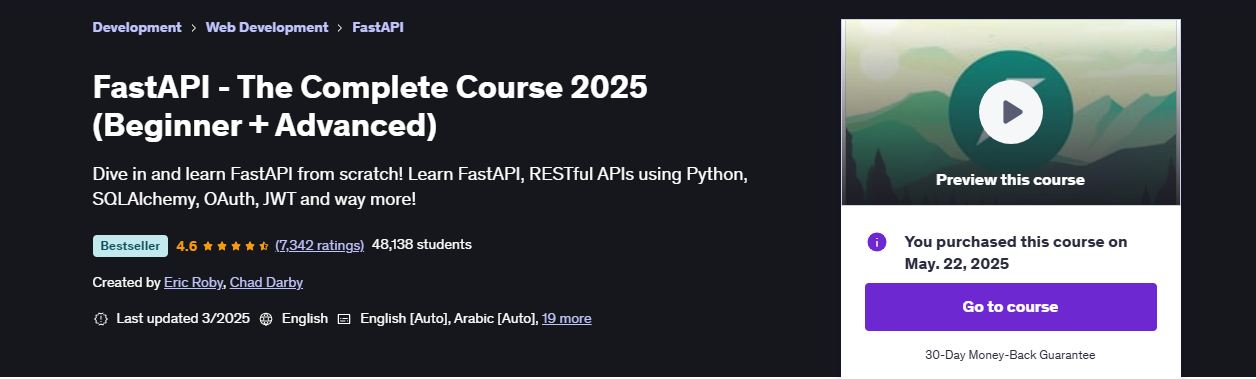 Development > Web Development > FastAPI
FastAPI - The Complete Course 2025
(Beginner + Advanced)
Dive in and learn FastAPI from scratch! Learn FastAPI, RESTful APIs using Python,
SQLAlchemy, OAuth, JWT and way more!
Bestseller 4.6 (7,342 ratings) 48,138 students
Created by Eric Roby, Chad Darby
Last updated 3/2025 English English [Auto], Arabic [Auto], 19 more
Preview this course
You purchased this course on
May. 22, 2025
Go to course
30-Day Money-Back Guarantee